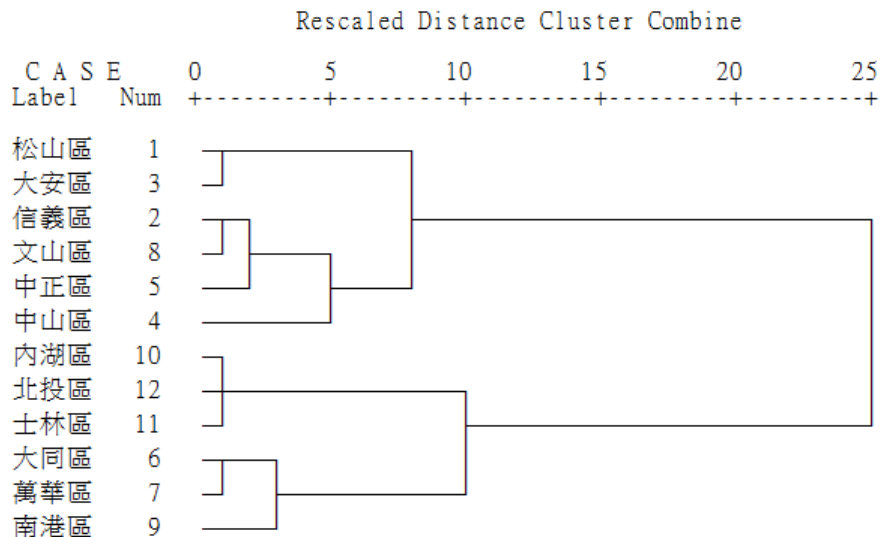 Rescaled Distance Cluster Combine
C A S E 0 5 10 15 20 25
Label Num +---------+---------+---------+---------+---------+
松山區 1
大安區 3
信義區 2
文山區 8
中正區 5
中山區 4
內湖區 10
北投區 12
士林區 11
大同區 6
萬華區 7
南港區 9